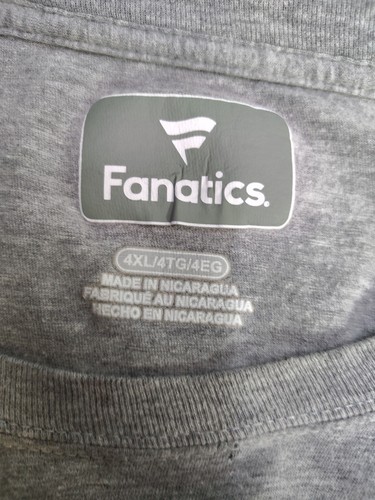 Fanatics.
4XL/4TG/4EG
MADE IN NICARAGUA
FABRIQUÉ AU NICARAGUA
HECHO EN NICARAGUA